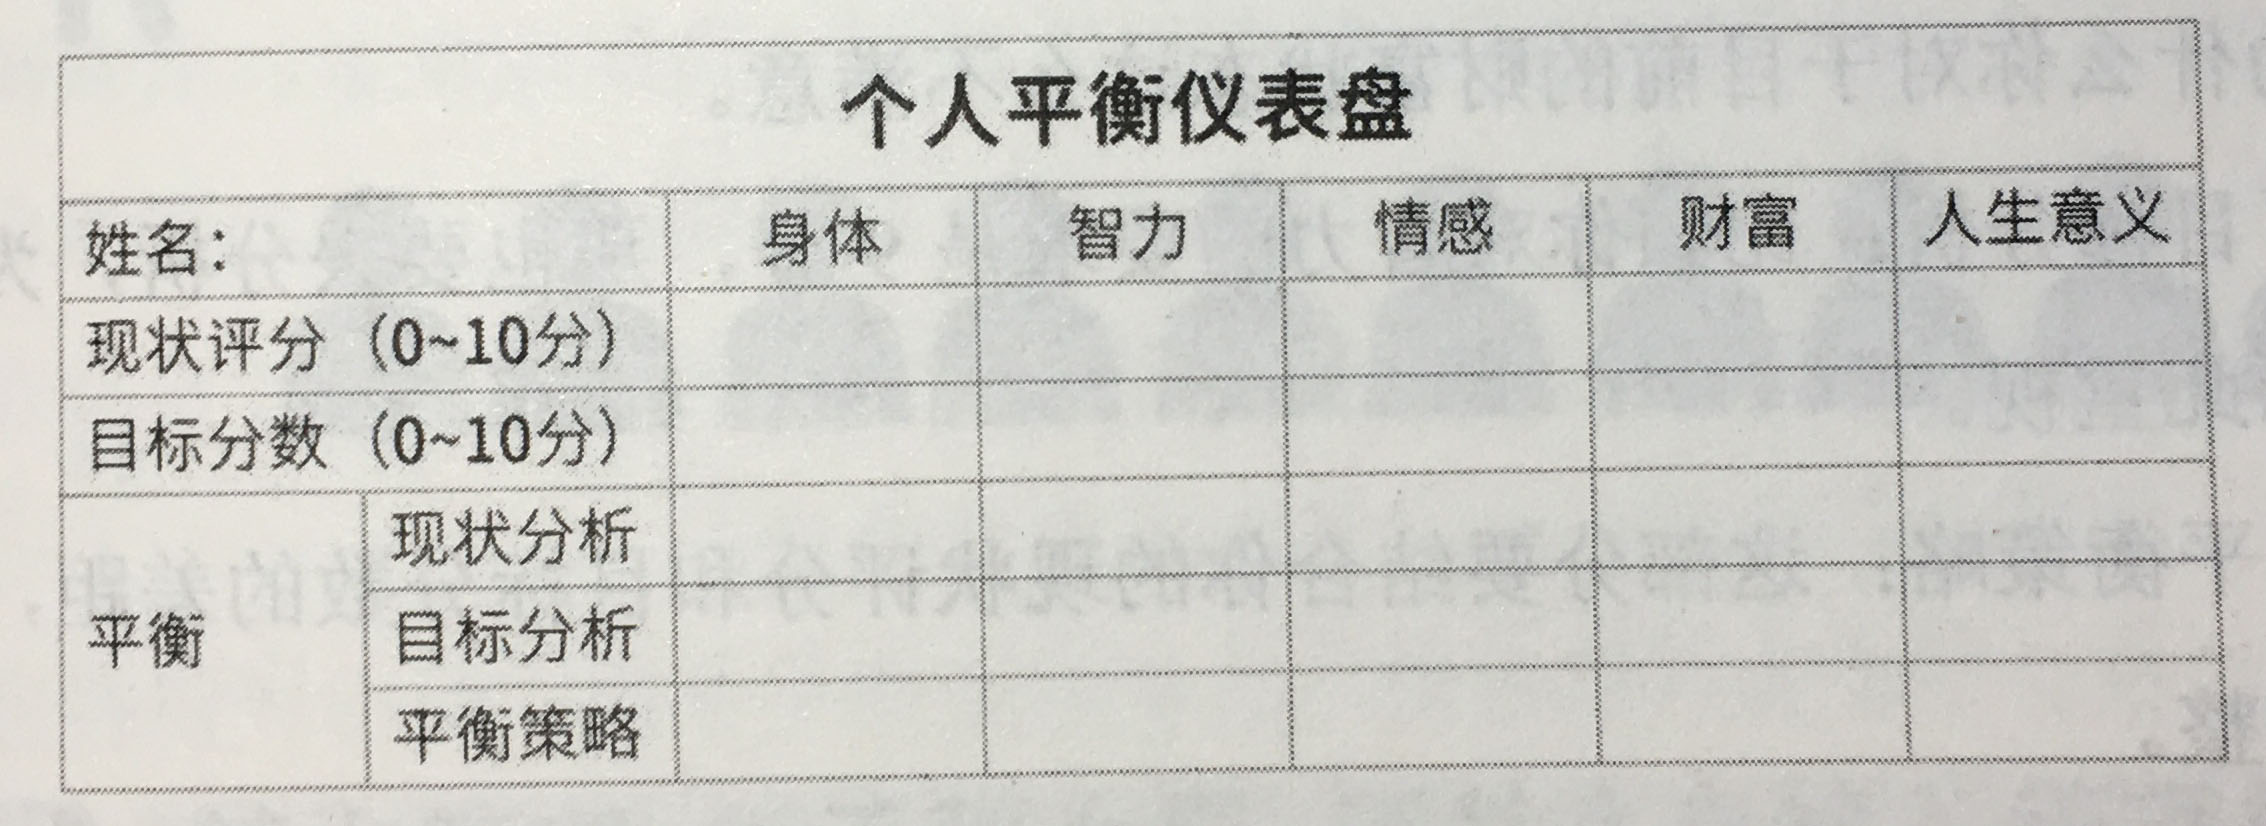 个人平衡仪表盘
姓名： 身体 智力 情感 财富 人生意义
现状评分（0~10分）
目标分数（0~10分）
平衡
现状分析
目标分析
平衡策略